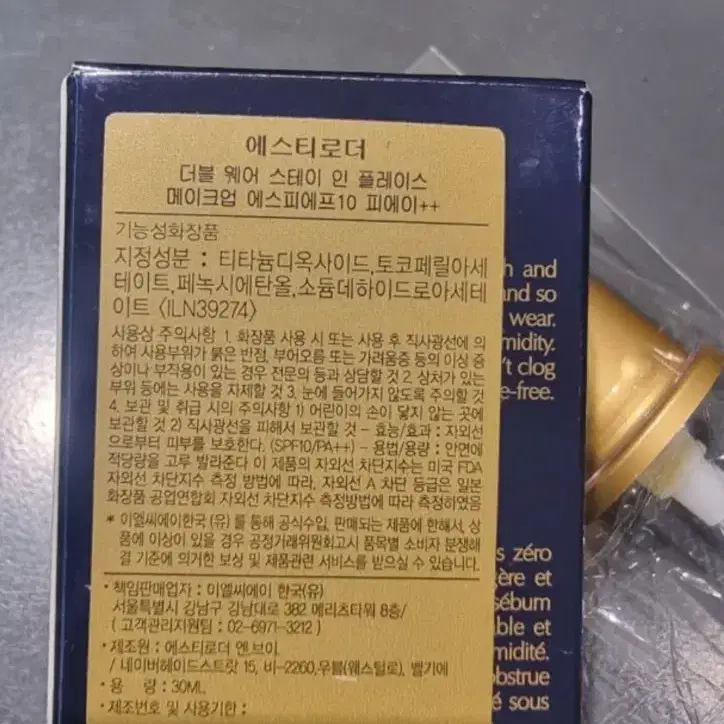 에스티로더
더블 웨어 스테이 인 플레이스
메이크업 에스피에프10 피에이++
기능성화장품
지정성분 : 티타늄디옥사이드,토코페릴아세
테이트,페녹시에탄올,소듐데하이드로아세테
이트 <ILN39274>
사용상 주의사항 1. 화장품 사용 시 또는 사용 후 직사광선에 의
하여 사용부위가 붉은 반점, 부어오름 또는 가려움증 등의 이상 증
상이나 부작용이 있는 경우 전문의 등과 상담할 것 2. 상처가 있는
부위 등에는 사용을 자제할 것 3. 눈에 들어가지 않도록 주의할 것
4. 보관 및 취급 시의 주의사항 1) 어린이의 손이 닿지 않는 곳에
보관할 것 2) 직사광선을 피해서 보관할 것 - 효능/효과 : 자외선
으로부터 피부를 보호한다. (SPF10/PA++) - 용법/용량 : 안면에
적당량을 고루 발라준다 이 제품의 자외선 차단지수는 미국 FDA
자외선 차단지수 측정 방법에 따라, 자외선 A 차단 등급은 일본
화장품 공업연합회 자외선 차단지수 측정방법에 따라 측정하였음
* 이엘씨에이한국 (유) 를 통해 공식수입, 판매되는 제품에 한해서, 상
품에 이상이 있을 경우 공정거래위원회고시 품목별 소비자 분쟁해
결 기준에 의거한 보상 및 제품관련 서비스를 받으실 수 있습니다.
· 책임판매업자 : 이엘씨에이 한국(유)
서울특별시 강남구 강남대로 382 메리츠타워 8층/
( 고객관리지원팀 : 02-6971-3212 )
· 제조원 : 에스티로더 엔.브이.
/ 네이버헤이드스트랏 15, 비-2260,우블(웨스틸로), 벨기에
· 용 량 : 30ML
· 제조번호 및 사용기한 :
h and
and so
wear.
midity.
't clog
e-free.
s zéro
ère et
sébum
ble et
midité.
obstrue
é sous